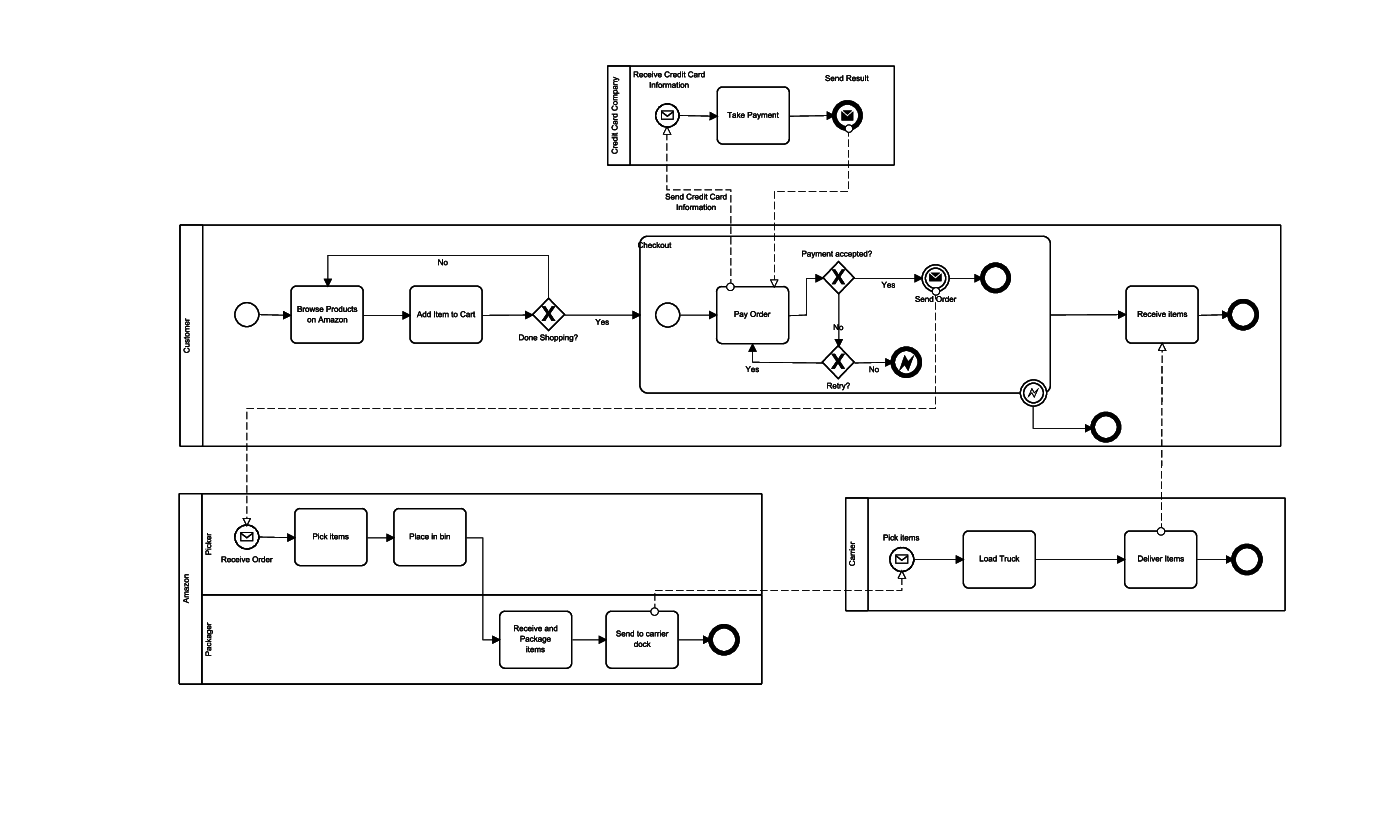 Credit Card Company
Receive Credit Card
Information
Take Payment
Send Result
Send Credit Card
Information
Customer
Browse Products
on Amazon
No
Add Item to Cart
Done Shopping?
Yes
Checkout
Pay Order
Payment accepted?
Yes
Send Order
No
Yes
Retry?
No
Receive items
Amazon
Picker
Receive Order
Pick items
Place in bin
Packager
Receive and
Package
items
Send to carrier
dock
Carrier
Pick items
Load Truck
Deliver Items